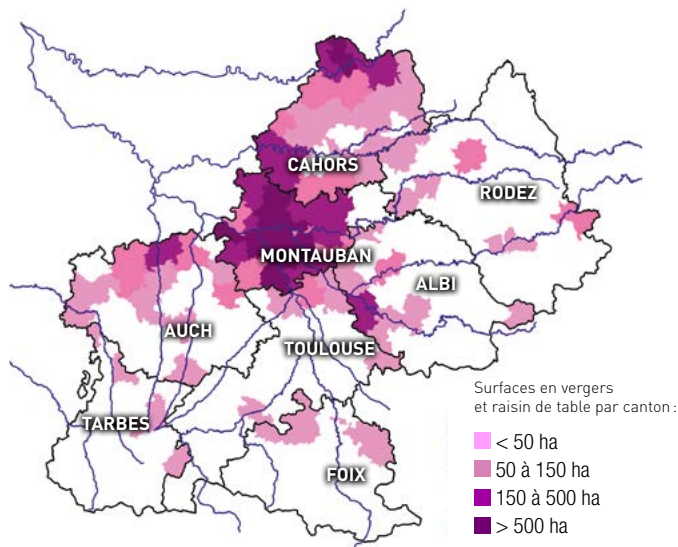 CAHORS
RODEZ
MONTAUBAN
ALBI
AUCH
TOULOUSE
TARBES
FOIX
Surfaces en vergers
et raisin de table par canton :
< 50 ha
50 à 150 ha
150 à 500 ha
> 500 ha